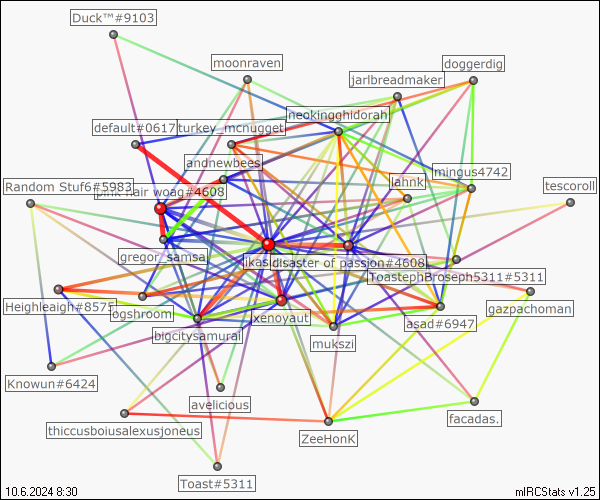 Duck™#9103
moonraven
doggerdig
jarlbreadmaker
neokingghidorah
default#0617
turkey_mcnugget
andnewbees
mingus4742
Random Stuf6#5983
hair woag#4608
lahnk
tescoroll
gregor_samsa
likas
disaster of passion#4608
ToastephBroseph5311#5311
Heighleaigh#8575
ogshroom
xenoyaut
asad#6947
gazpachoman
bigcitysamurai
mukszi
Knowun#6424
avelicious
facadas.
thiccusboiusalexusjoneus
ZeeHonK
Toast#5311
10.6.2024 8:30
mIRCStats v1.25